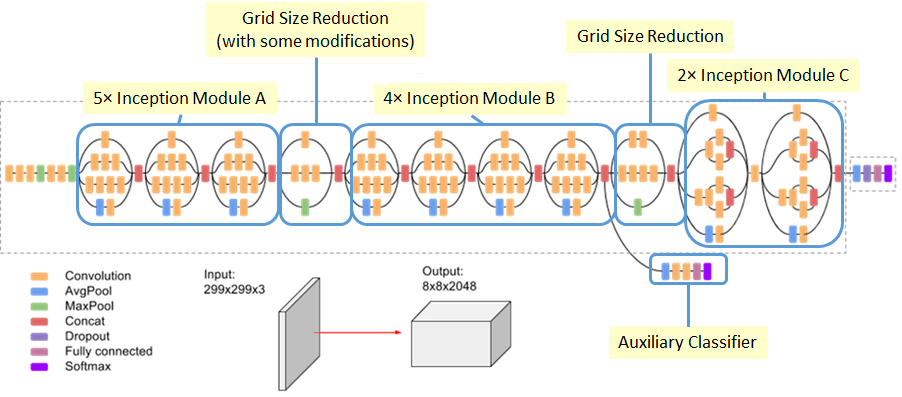 Grid Size Reduction
(with some modifications)
Grid Size Reduction
2× Inception Module C
5× Inception Module A
4× Inception Module B
Convolution
AvgPool
MaxPool
Concat
Dropout
Fully connected
Softmax
Input:
299x299x3
Output:
8x8x2048
Auxiliary Classifier